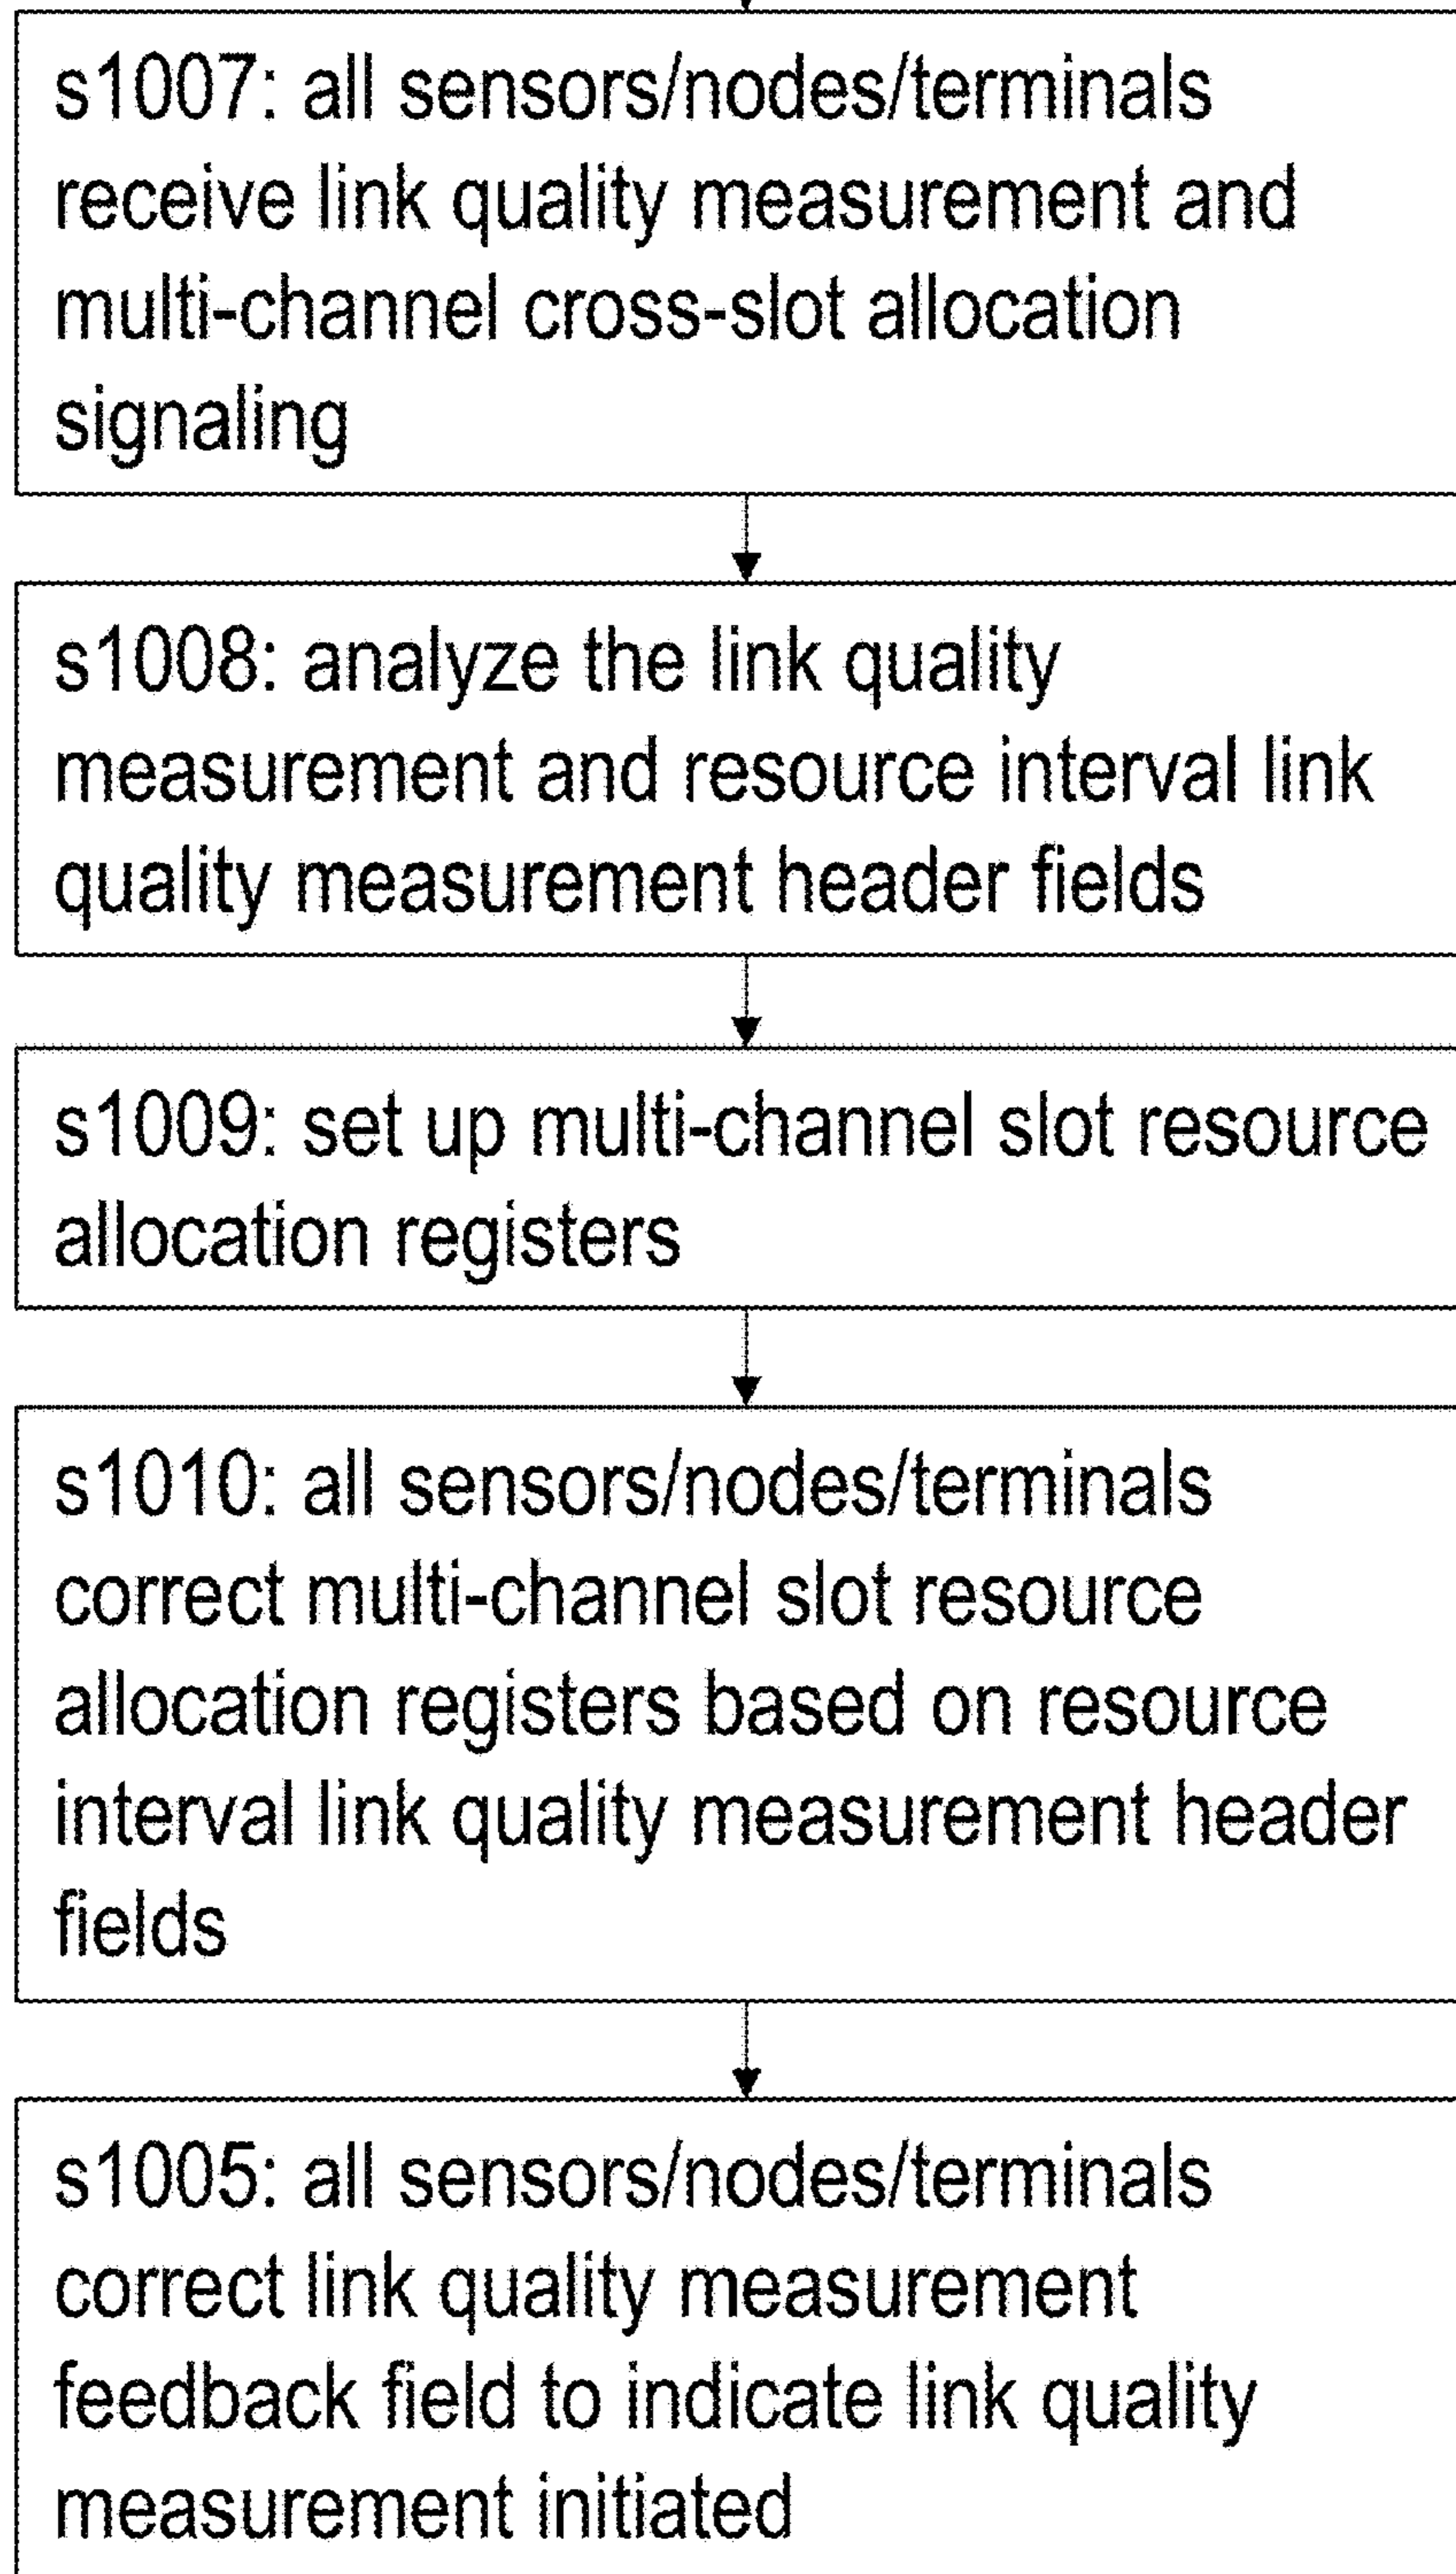 s1007: all sensors/nodes/terminals
receive link quality measurement and
multi-channel cross-slot allocation
signaling
s1008: analyze the link quality
measurement and resource interval link
quality measurement header fields
s1009: set up multi-channel slot resource
allocation registers
s1010: all sensors/nodes/terminals
correct multi-channel slot resource
allocation registers based on resource
interval link quality measurement header
fields
s1005: all sensors/nodes/terminals
correct link quality measurement
feedback field to indicate link quality
measurement initiated